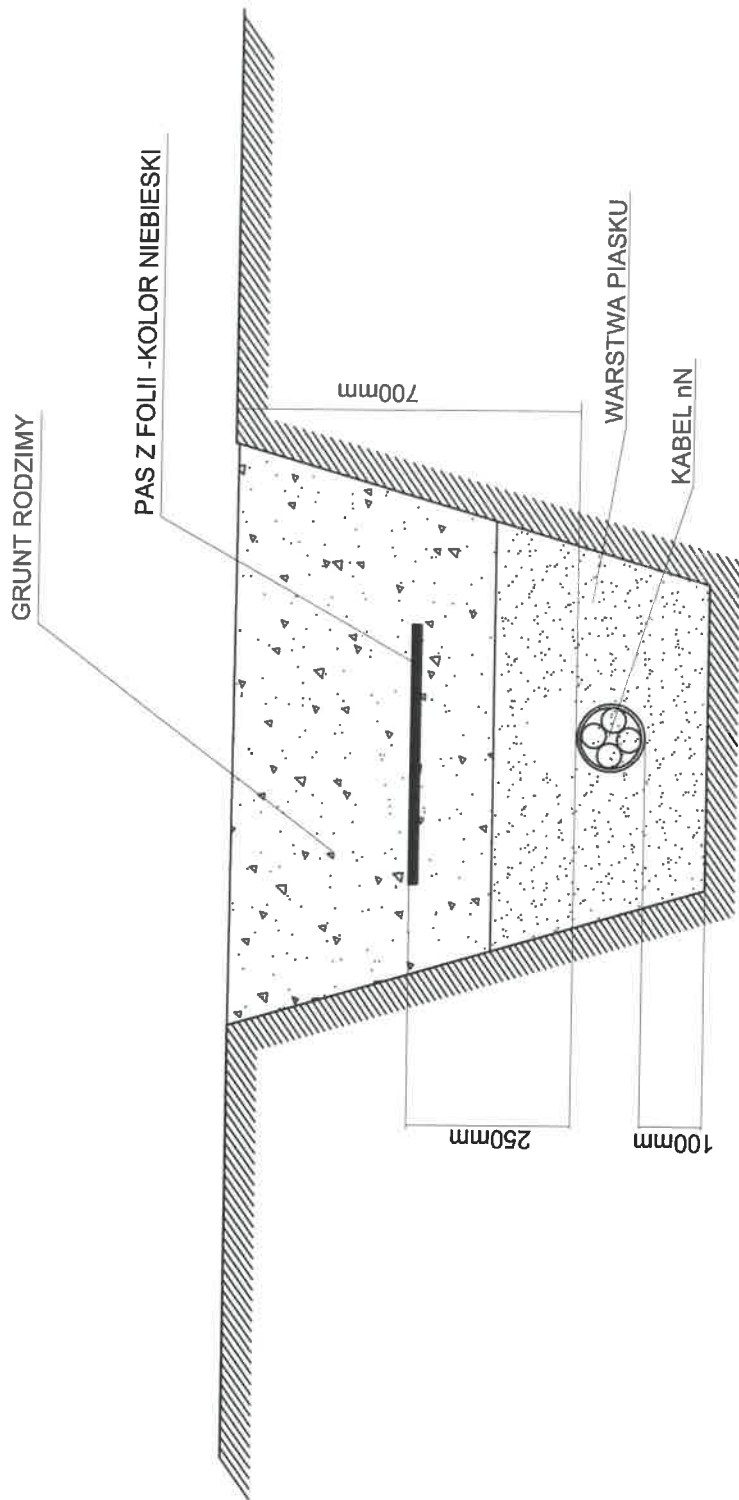 GRUNT RODZIMY
PAS Z FOLII -KOLOR NIEBIESKI
700mm
WARSTWA PIASKU
KABEL nN
250mm
100mm